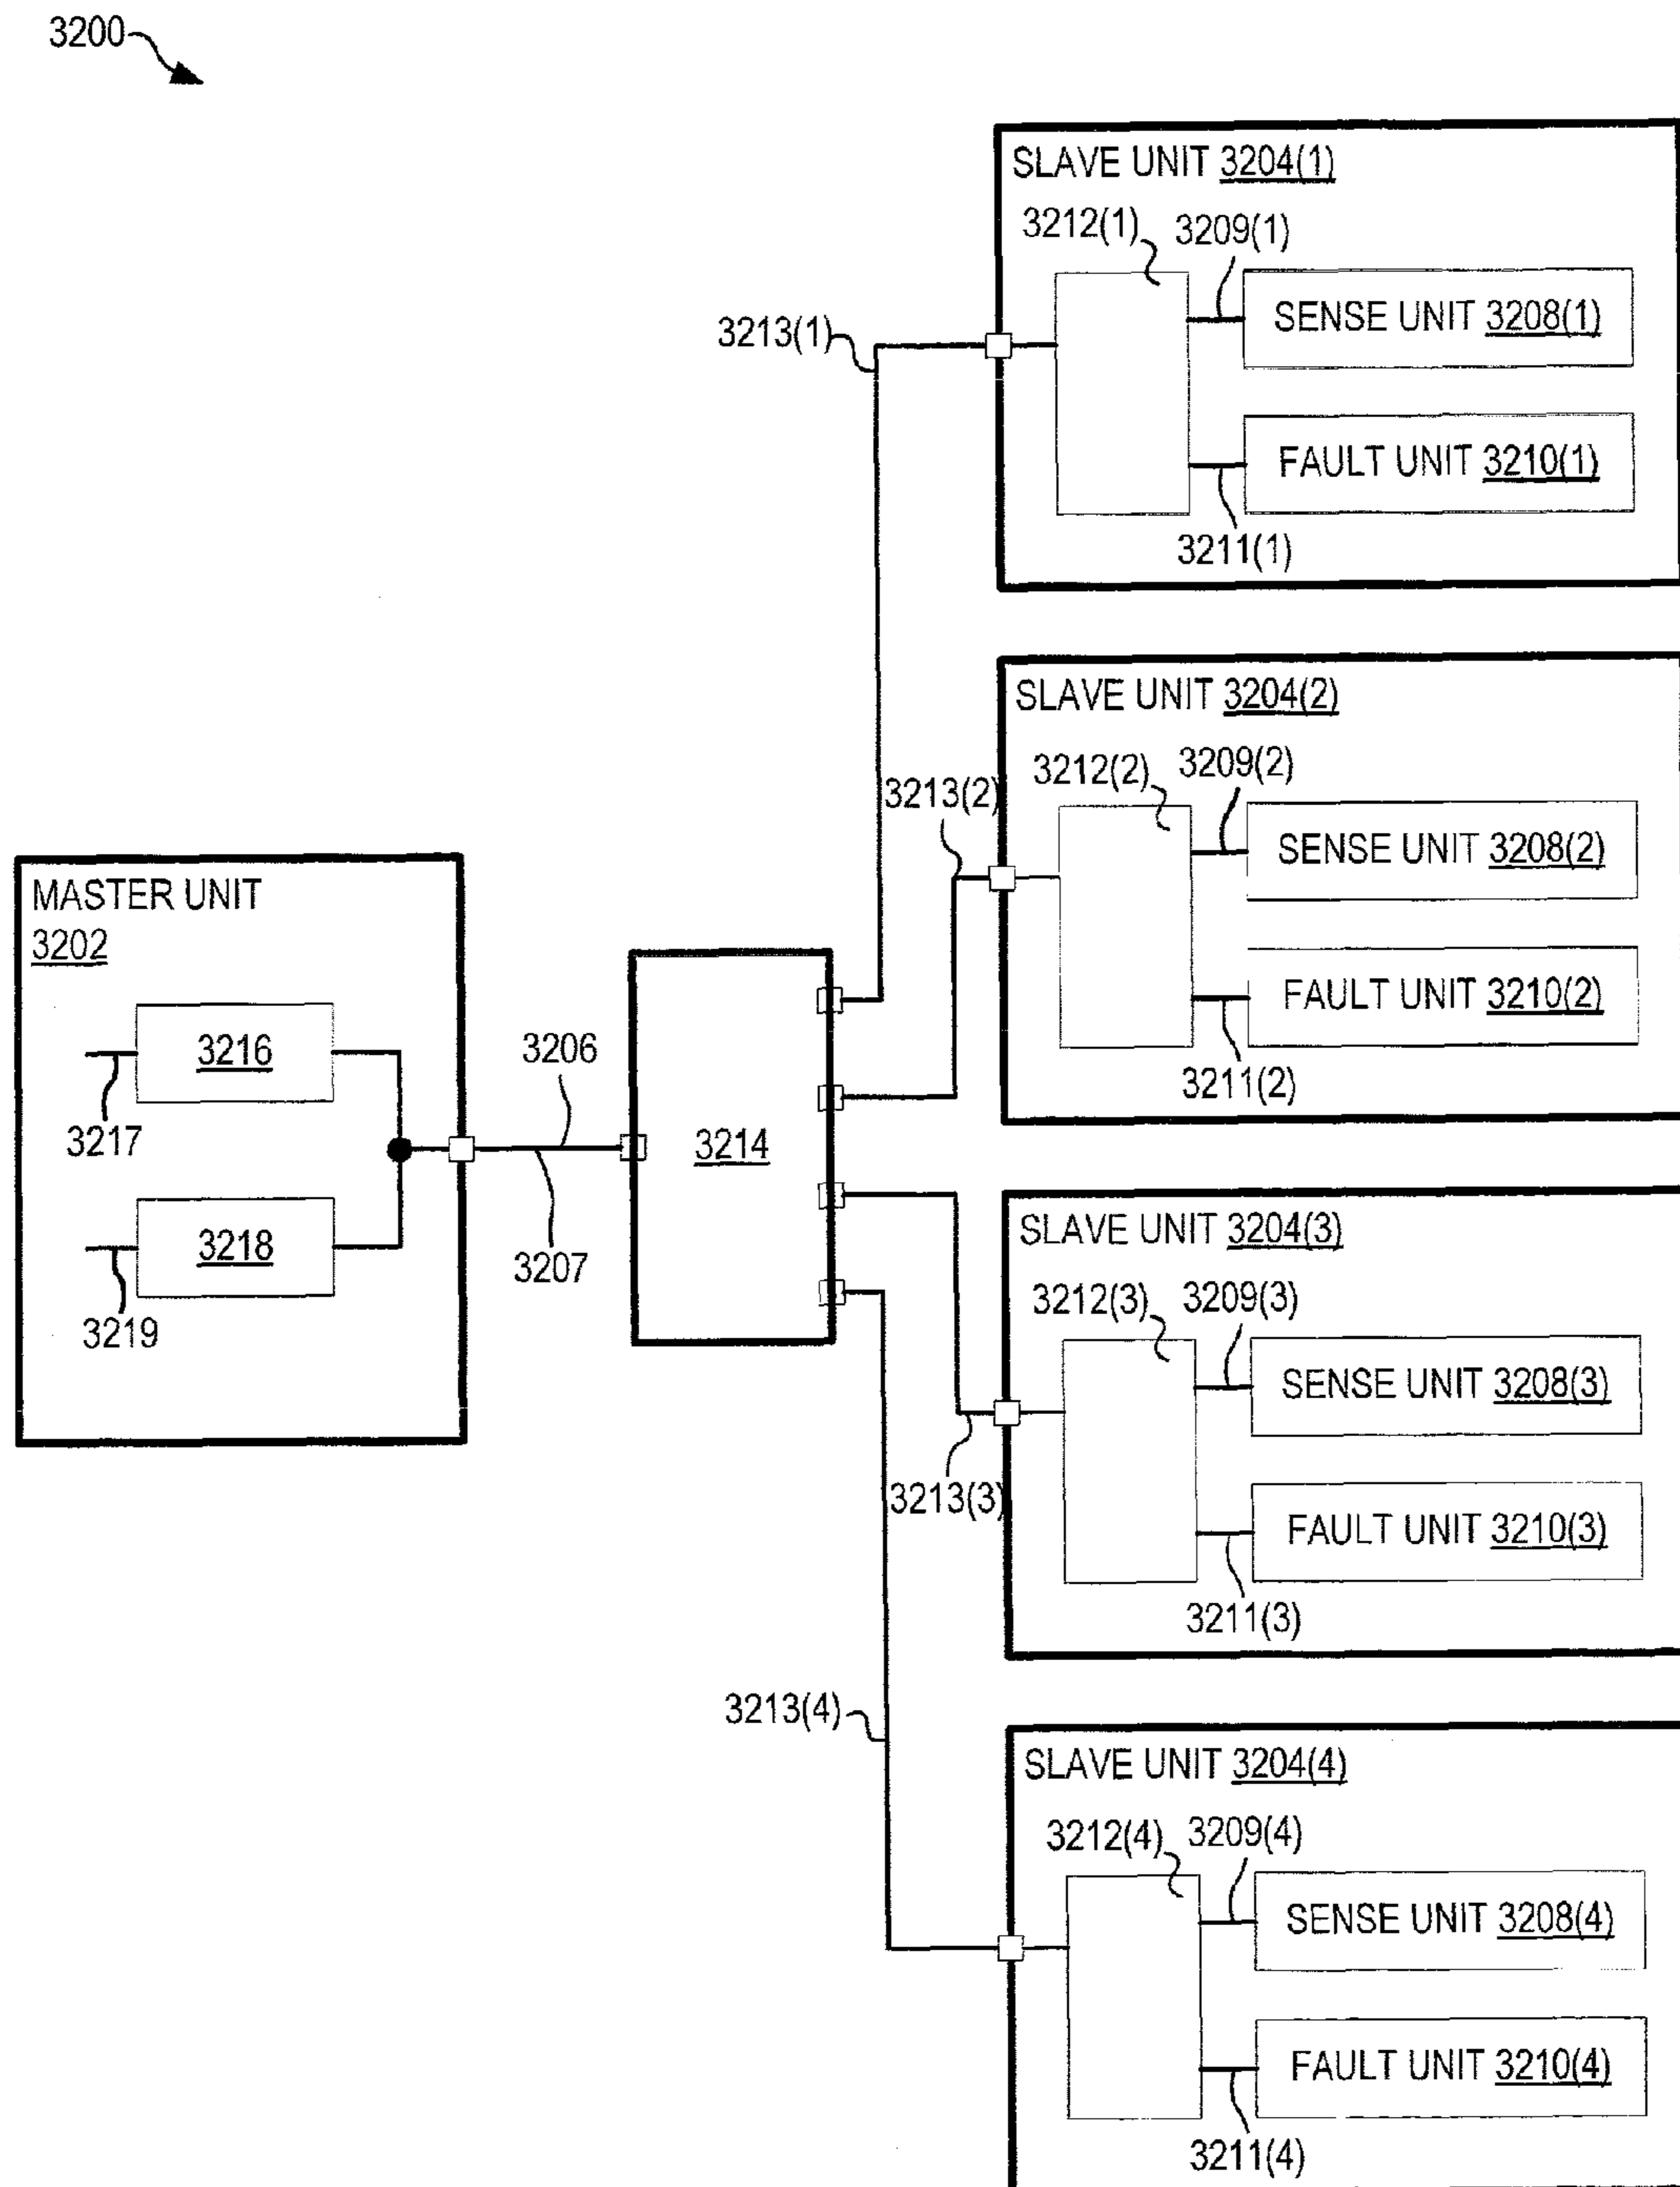 3200
SLAVE UNIT 3204(1)
3212(1)
3209(1)
3213(1)
SENSE UNIT 3208(1)
FAULT UNIT 3210(1)
3211(1)
SLAVE UNIT 3204(2)
3212(2)
3209(2)
3213(2)
SENSE UNIT 3208(2)
FAULT UNIT 3210(2)
3211(2)
MASTER UNIT
3202
3216
3217
3206
3214
3207
3218
3219
SLAVE UNIT 3204(3)
3212(3)
3209(3)
SENSE UNIT 3208(3)
3213(3)
FAULT UNIT 3210(3)
3211(3)
3213(4)
SLAVE UNIT 3204(4)
3212(4)
3209(4)
SENSE UNIT 3208(4)
FAULT UNIT 3210(4)
3211(4)